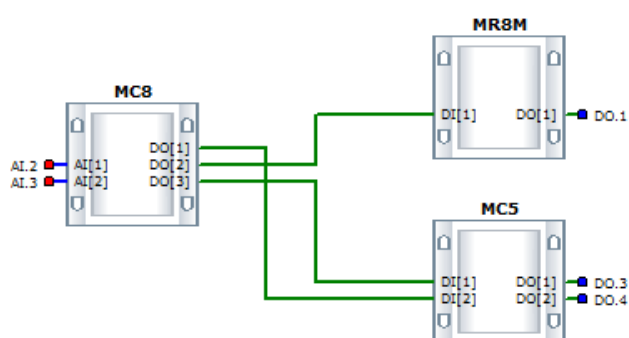 MR8M
DI[1] DO[1] DO.1
MC8
DO[1]
AI.2 AI[1] DO[2]
AI.3 AI[2] DO[3]
MC5
DI[1] DO[1] DO.3
DI[2] DO[2] DO.4